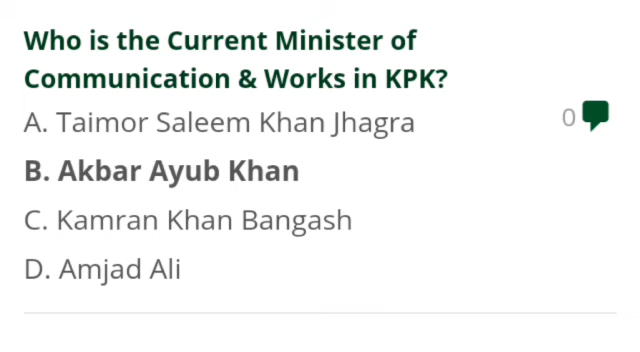 Who is the Current Minister of
Communication & Works in KPK?
A. Taimor Saleem Khan Jhagra
0
B. Akbar Ayub Khan
C. Kamran Khan Bangash
D. Amjad Ali